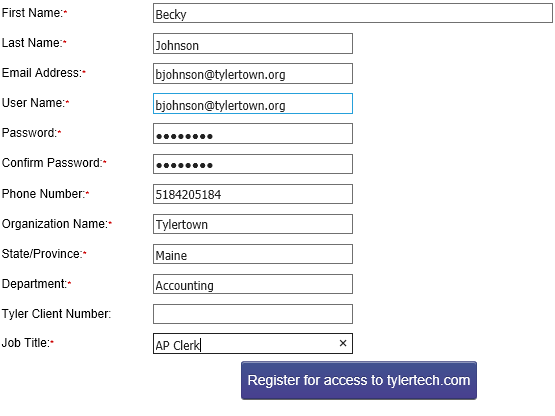 First Name:* Becky
Last Name:* Johnson
Email Address:* bjohnson@tylertown.org
User Name:* bjohnson@tylertown.org
Password:* ●●●●●●●●
Confirm Password:* ●●●●●●●●
Phone Number:* 5184205184
Organization Name:* Tylertown
State/Province:* Maine
Department:* Accounting
Tyler Client Number:
Job Title:* AP Clerk ×
Register for access to tylertech.com